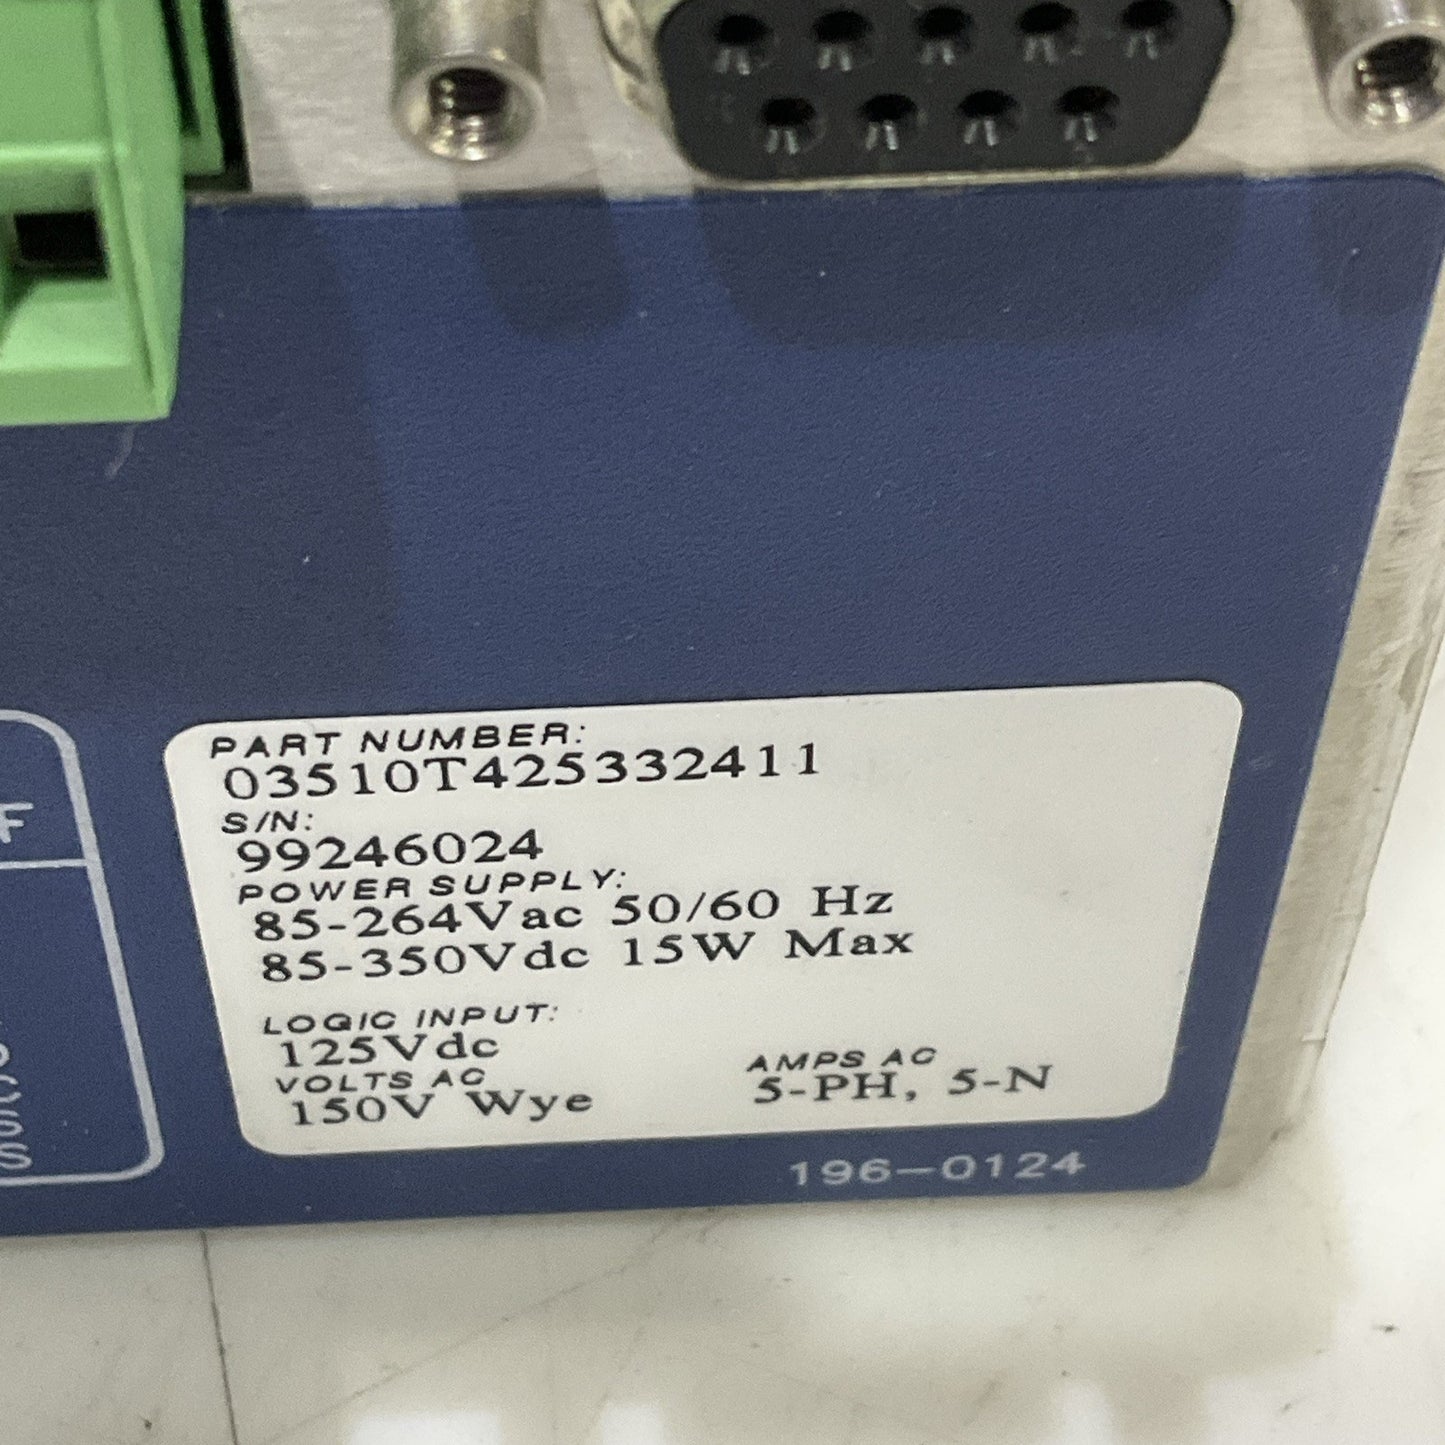 PART NUMBER:
03510T425332411
S/N:
99246024
POWER SUPPLY:
85-264Vac 50/60 Hz
85-350Vdc 15W Max
LOGIC INPUT:
125Vdc
VOLTS AC
150V Wye
AMPS AC
5-PH, 5-N
196-0124
F